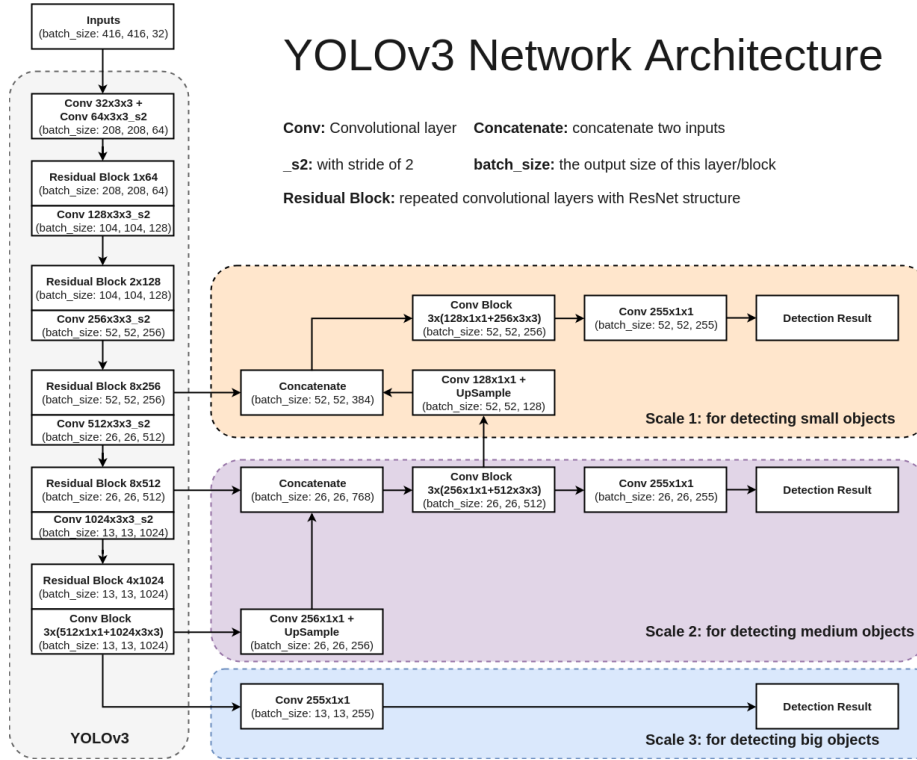 Inputs
(batch_size: 416, 416, 32)
YOLOv3 Network Architecture
Conv: Convolutional layer
Concatenate: concatenate two inputs
_s2: with stride of 2
batch_size: the output size of this layer/block
Residual Block: repeated convolutional layers with ResNet structure
Conv 32x3x3 +
Conv 64x3x3_s2
(batch_size: 208, 208, 64)
Residual Block 1x64
(batch_size: 208, 208, 64)
Conv 128x3x3_s2
(batch_size: 104, 104, 128)
Residual Block 2x128
(batch_size: 104, 104, 128)
Conv 256x3x3_s2
(batch_size: 52, 52, 256)
Residual Block 8x256
(batch_size: 52, 52, 256)
Conv 512x3x3_s2
(batch_size: 26, 26, 512)
Residual Block 8x512
(batch_size: 26, 26, 512)
Conv 1024x3x3_s2
(batch_size: 13, 13, 1024)
Residual Block 4x1024
(batch_size: 13, 13, 1024)
Conv Block
3x(512x1x1+1024x3x3)
(batch_size: 13, 13, 1024)
YOLOv3
Conv Block
3x(128x1x1+256x3x3)
(batch_size: 52, 52, 256)
Conv 255x1x1
(batch_size: 52, 52, 255)
Detection Result
Concatenate
(batch_size: 52, 52, 384)
Conv 128x1x1 +
UpSample
(batch_size: 52, 52, 128)
Scale 1: for detecting small objects
Concatenate
(batch_size: 26, 26, 768)
Conv Block
3x(256x1x1+512x3x3)
(batch_size: 26, 26, 512)
Conv 255x1x1
(batch_size: 26, 26, 255)
Detection Result
Conv 256x1x1 +
UpSample
(batch_size: 26, 26, 256)
Scale 2: for detecting medium objects
Conv 255x1x1
(batch_size: 13, 13, 255)
Detection Result
Scale 3: for detecting big objects